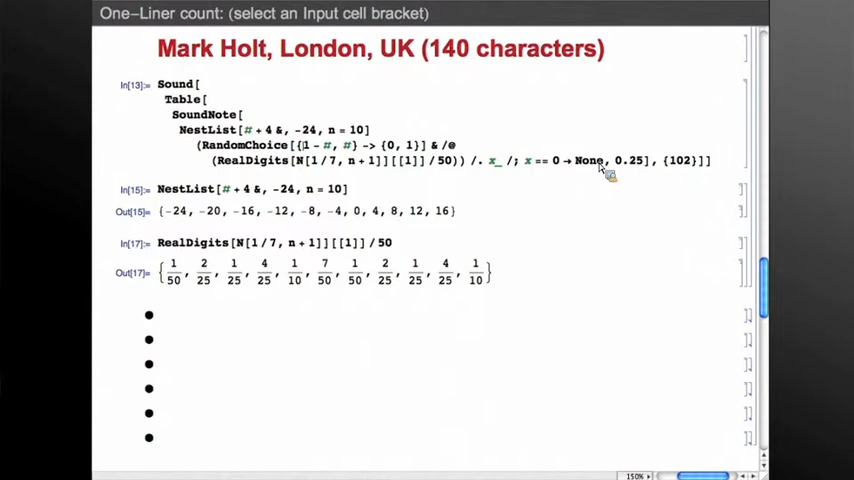 One-Liner count: (select an Input cell bracket)
Mark Holt, London, UK (140 characters)
In[13]:= Sound[
Table[
SoundNote[
NestList[# + 4 &, -24, n = 10]
(RandomChoice[{1 - #, #} -> {0, 1}] & /@
(RealDigits[N[1/7, n + 1]][[1]]/50)) /. x_ /; x == 0 → None, 0.25], {102}]]
In[15]:= NestList[# + 4 &, -24, n = 10]
Out[15]= {-24, -20, -16, -12, -8, -4, 0, 4, 8, 12, 16}
In[17]:= RealDigits[N[1/7, n + 1]][[1]]/50
Out[17]= {1/50, 2/25, 1/25, 4/25, 1/10, 7/50, 1/50, 2/25, 1/25, 4/25, 1/10}
150%